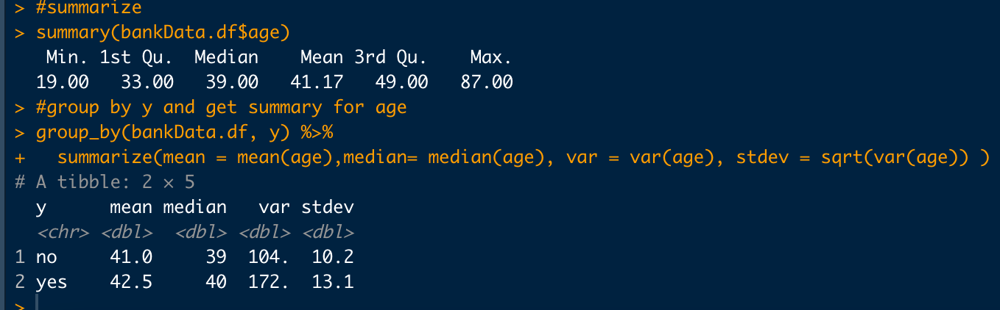 > #summarize
> summary(bankData.df$age)
   Min. 1st Qu.  Median    Mean 3rd Qu.    Max.
  19.00   33.00   39.00   41.17   49.00   87.00
> #group by y and get summary for age
> group_by(bankData.df, y) %>%
+   summarize(mean = mean(age),median= median(age), var = var(age), stdev = sqrt(var(age)) )
# A tibble: 2 × 5
  y      mean median   var stdev
  <chr> <dbl>  <dbl> <dbl> <dbl>
1 no     41.0     39  104.  10.2
2 yes    42.5     40  172.  13.1
>